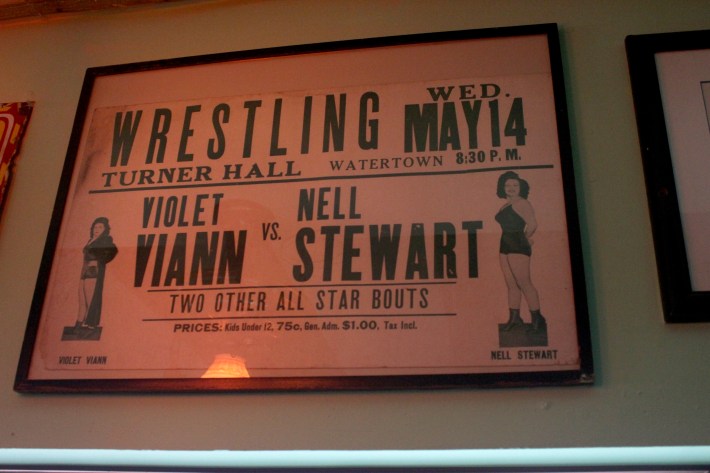 WRESTLING WED. MAY 14
TURNER HALL WATERTOWN 8:30 P.M.
VIOLET VIANN VS. NELL STEWART
TWO OTHER ALL STAR BOUTS
PRICES: Kids Under 12, 75c, Gen. Adm. $1.00, Tax Incl.
VIOLET VIANN
NELL STEWART